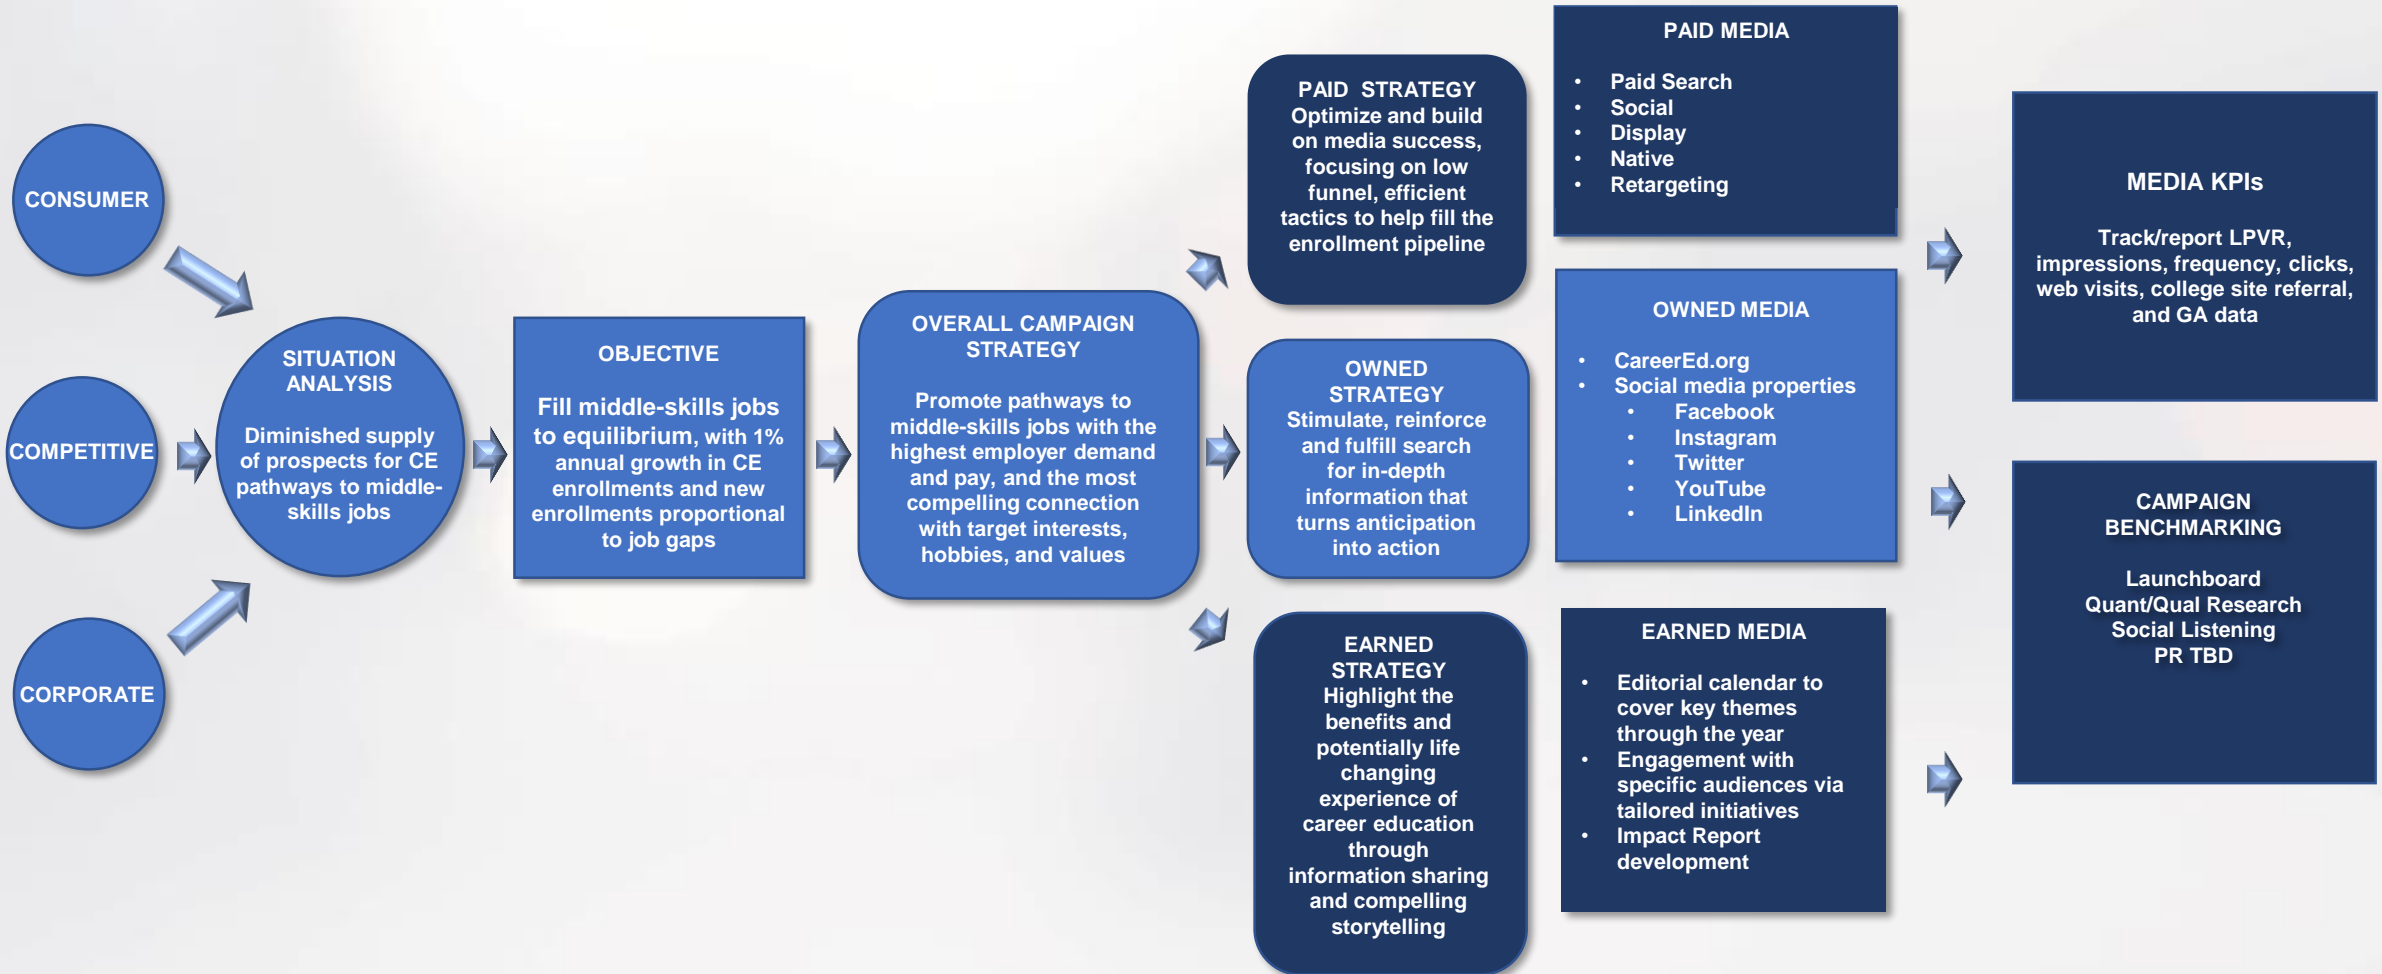 CONSUMER
COMPETITIVE
CORPORATE
SITUATION
ANALYSIS
Diminished supply
of prospects for CE
pathways to middle-
skills jobs
OBJECTIVE
Fill middle-skills jobs
to equilibrium, with 1%
annual growth in CE
enrollments and new
enrollments proportional
to job gaps
OVERALL CAMPAIGN
STRATEGY
Promote pathways to
middle-skills jobs with the
highest employer demand
and pay, and the most
compelling connection
with target interests,
hobbies, and values
PAID STRATEGY
Optimize and build
on media success,
focusing on low
funnel, efficient
tactics to help fill the
enrollment pipeline
OWNED
STRATEGY
Stimulate, reinforce
and fulfill search
for in-depth
information that
turns anticipation
into action
EARNED
STRATEGY
Highlight the
benefits and
potentially life
changing
experience of
career education
through
information sharing
and compelling
storytelling
PAID MEDIA
• Paid Search
• Social
• Display
• Native
• Retargeting
OWNED MEDIA
• CareerEd.org
• Social media properties
• Facebook
• Instagram
• Twitter
• YouTube
• LinkedIn
EARNED MEDIA
• Editorial calendar to
cover key themes
through the year
• Engagement with
specific audiences via
tailored initiatives
• Impact Report
development
MEDIA KPIs
Track/report LPVR,
impressions, frequency, clicks,
web visits, college site referral,
and GA data
CAMPAIGN
BENCHMARKING
Launchboard
Quant/Qual Research
Social Listening
PR TBD